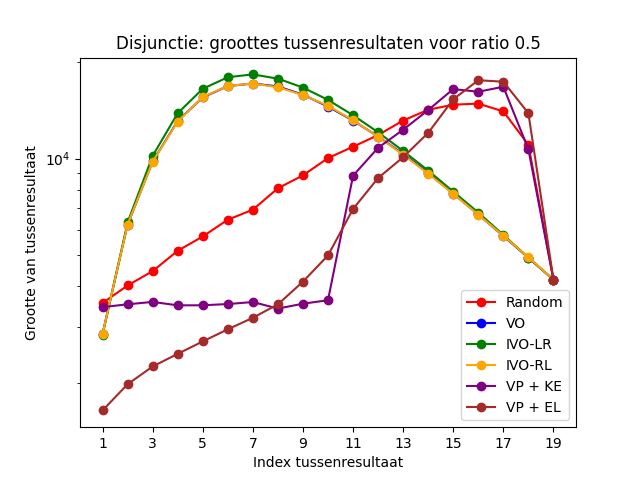 Disjunctie: groottes tussenresultaten voor ratio 0.5
Grootte van tussenresultaat
10⁴
Random
VO
IVO-LR
IVO-RL
VP + KE
VP + EL
1 3 5 7 9 11 13 15 17 19
Index tussenresultaat